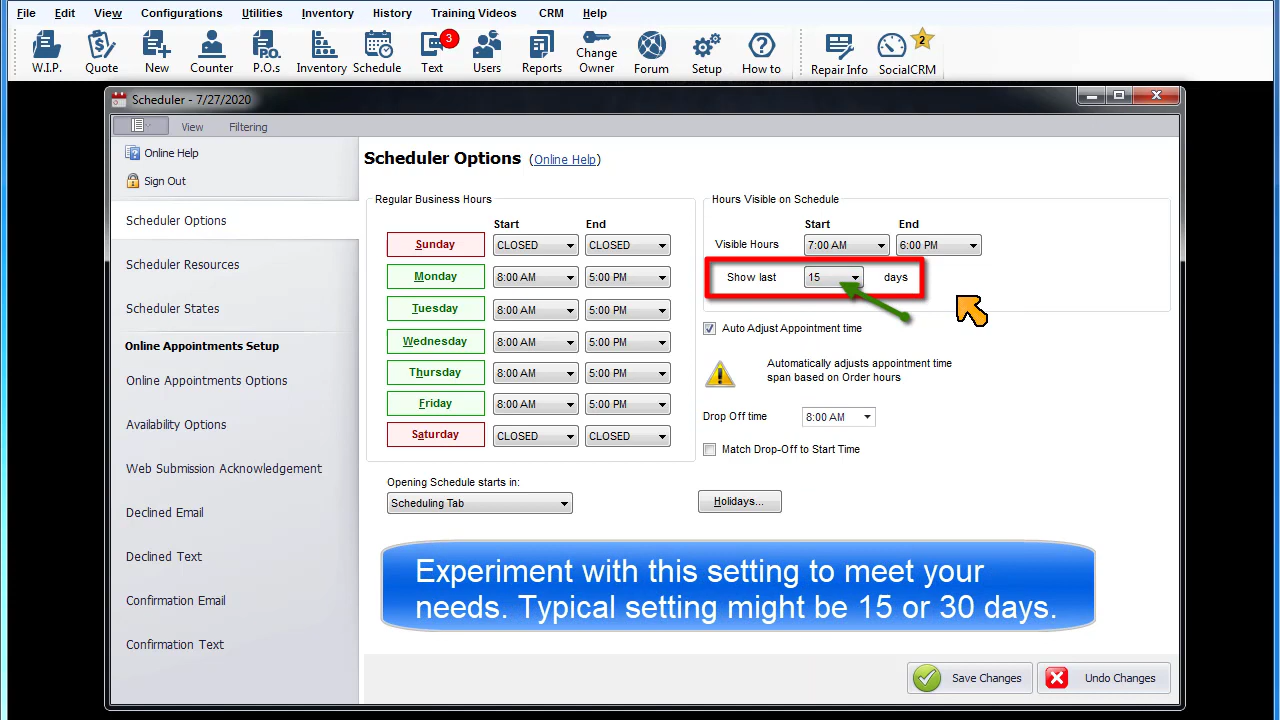 File Edit View Configurations Utilities Inventory History Training Videos CRM Help
W.I.P. Quote New Counter P.O.s Inventory Schedule Text 3 Users Reports Change Owner Forum Setup How to Repair Info SocialCRM 2
Scheduler - 7/27/2020
View Filtering
Online Help
Sign Out
Scheduler Options
Scheduler Resources
Scheduler States
Online Appointments Setup
Online Appointments Options
Availability Options
Web Submission Acknowledgement
Declined Email
Declined Text
Confirmation Email
Confirmation Text
Scheduler Options (Online Help)
Regular Business Hours
Start End
Sunday CLOSED CLOSED
Monday 8:00 AM 5:00 PM
Tuesday 8:00 AM 5:00 PM
Wednesday 8:00 AM 5:00 PM
Thursday 8:00 AM 5:00 PM
Friday 8:00 AM 5:00 PM
Saturday CLOSED CLOSED
Opening Schedule starts in:
Scheduling Tab
Hours Visible on Schedule
Start End
Visible Hours 7:00 AM 6:00 PM
Show last 15 days
Auto Adjust Appointment time
Automatically adjusts appointment time
span based on Order hours
Drop Off time 8:00 AM
Match Drop-Off to Start Time
Holidays...
Experiment with this setting to meet your
needs. Typical setting might be 15 or 30 days.
Save Changes Undo Changes